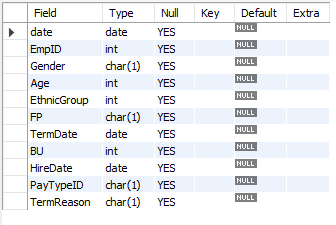 Field Type Null Key Default Extra
date date YES NULL
EmpID int YES NULL
Gender char(1) YES NULL
Age int YES NULL
EthnicGroup int YES NULL
FP char(1) YES NULL
TermDate date YES NULL
BU int YES NULL
HireDate date YES NULL
PayTypeID char(1) YES NULL
TermReason char(1) YES NULL